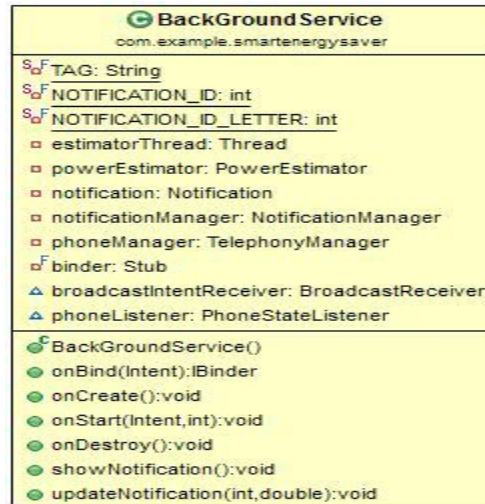 C BackGroundService
com.example.smartenergysaver
S F TAG: String
S F NOTIFICATION_ID: int
S F NOTIFICATION_ID_LETTER: int
estimatorThread: Thread
powerEstimator: PowerEstimator
notification: Notification
notificationManager: NotificationManager
phoneManager: TelephonyManager
F binder: Stub
broadcastIntentReceiver: BroadcastReceiver
phoneListener: PhoneStateListener
C BackGroundService()
onBind(Intent):IBinder
onCreate():void
onStart(Intent,int):void
onDestroy():void
showNotification():void
updateNotification(int,double):void